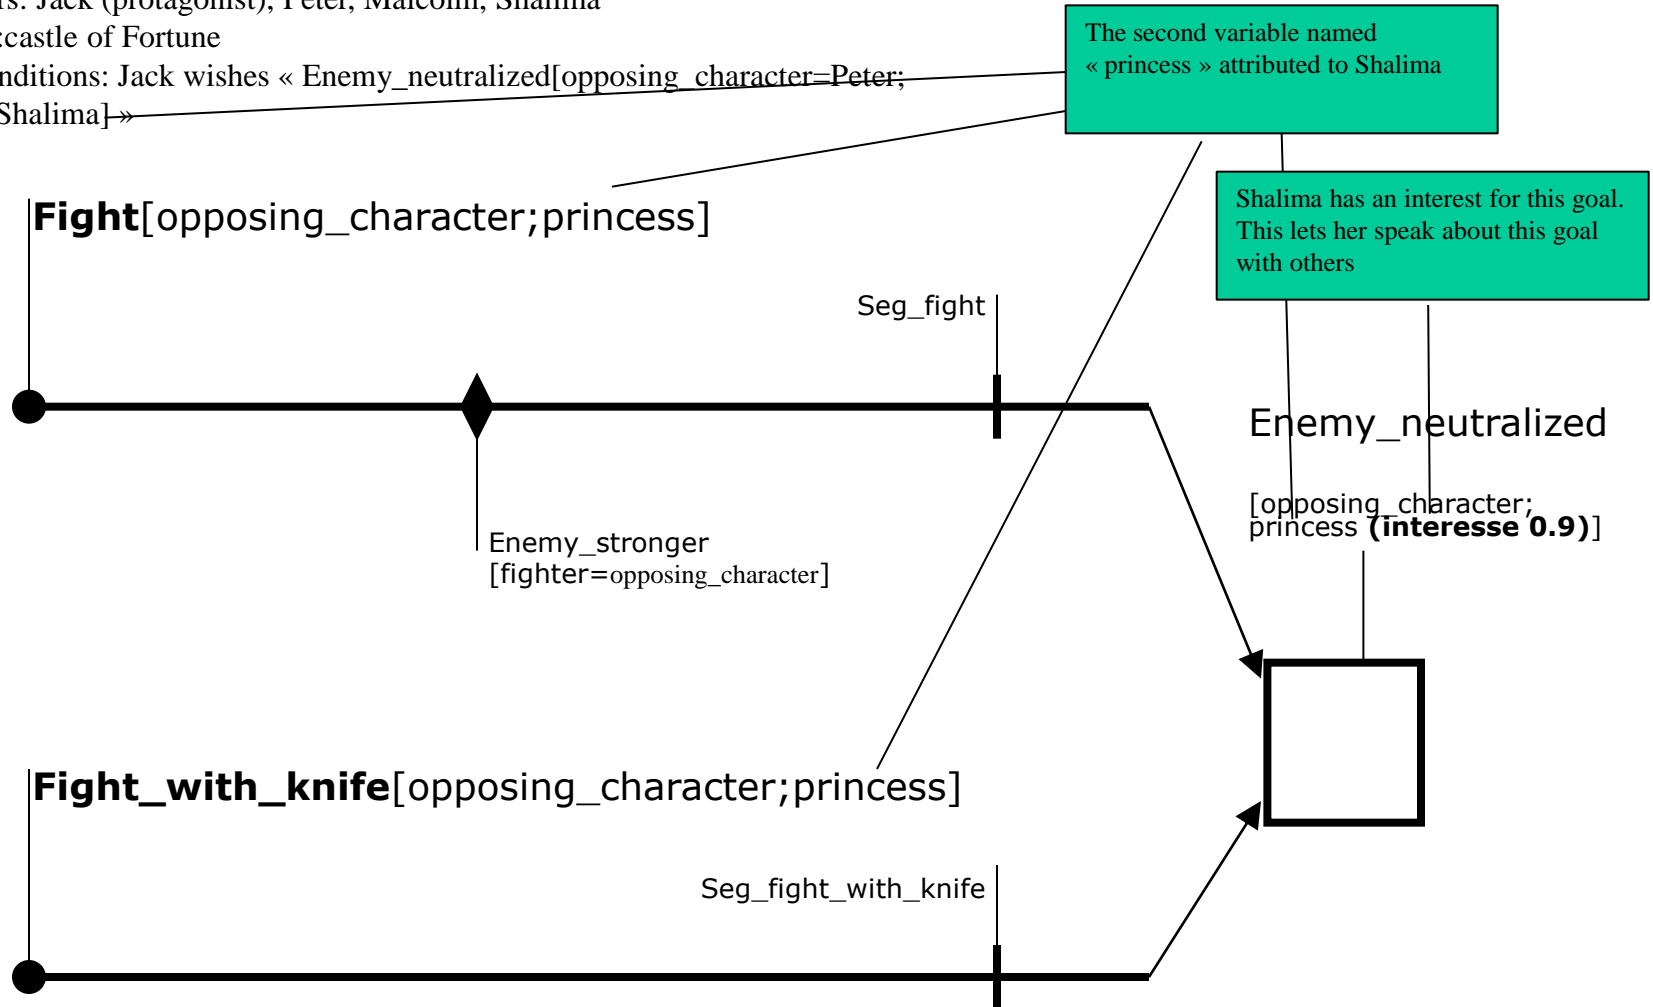 rs: Jack (protagonist), Peter, Malcolm, Shalima
:castle of Fortune
nditions: Jack wishes « Enemy_neutralized[opposing_character=Peter;
Shalima] »
The second variable named
« princess » attributed to Shalima
Shalima has an interest for this goal.
This lets her speak about this goal
with others
Fight[opposing_character;princess]
Seg_fight
Enemy_neutralized
[opposing_character;
princess (interesse 0.9)]
Enemy_stronger
[fighter=opposing_character]
Fight_with_knife[opposing_character;princess]
Seg_fight_with_knife